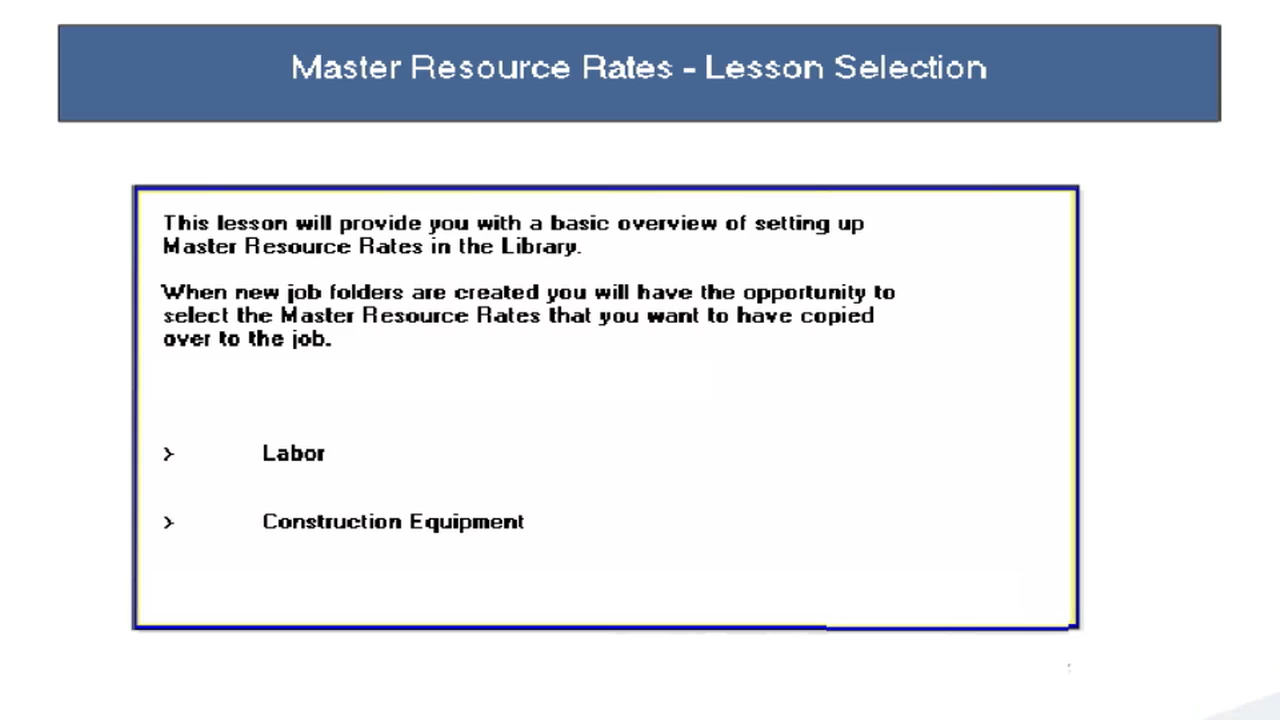 Master Resource Rates - Lesson Selection
This lesson will provide you with a basic overview of setting up
Master Resource Rates in the Library.
When new job folders are created you will have the opportunity to
select the Master Resource Rates that you want to have copied
over to the job.
> Labor
> Construction Equipment